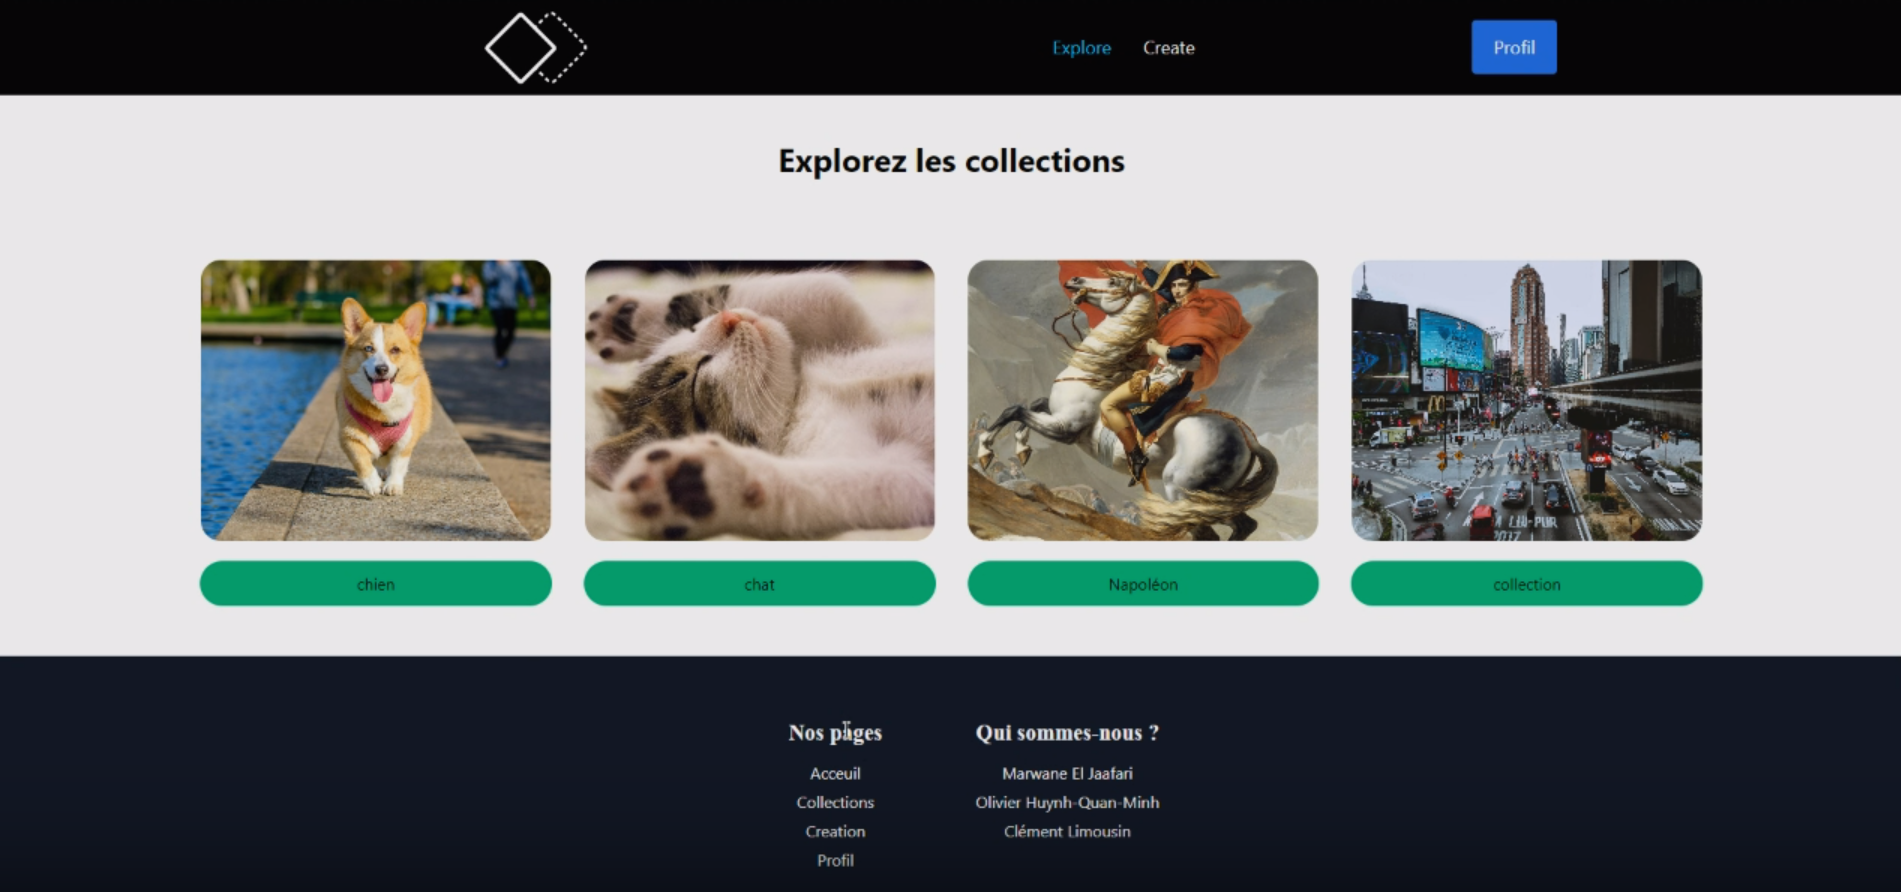 Explore Create Profil
Explorez les collections
chien
chat
Napoléon
collection
Nos pages
Acceuil
Collections
Creation
Profil
Qui sommes-nous ?
Marwane El Jaafari
Olivier Huynh-Quan-Minh
Clément Limousin